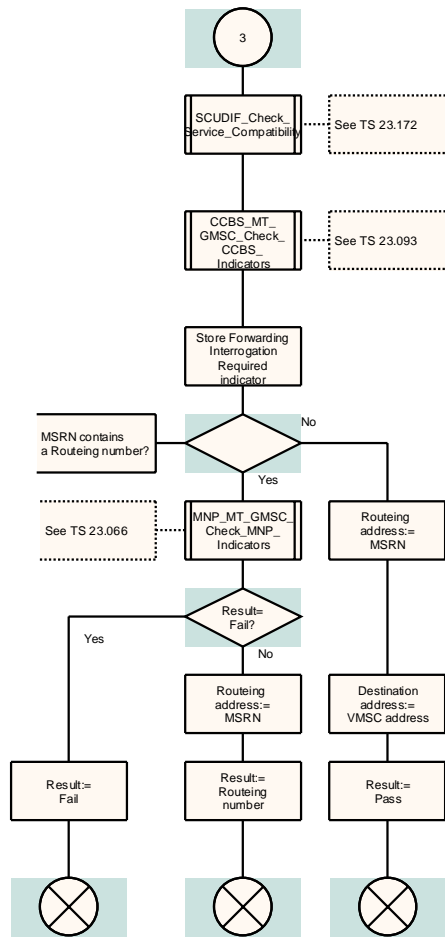 3
SCUDIF_Check_
Service_Compatibility
See TS 23.172
CCBS_MT_
GMSC_Check_
CCBS_
Indicators
See TS 23.093
Store Forwarding
Interrogation
Required
indicator
MSRN contains
a Routeing number?
No
Yes
See TS 23.066
MNP_MT_GMSC_
Check_MNP_
Indicators
Routeing
address:=
MSRN
Result=
Fail?
Yes
No
Routeing
address:=
MSRN
Destination
address:=
VMSC address
Result:=
Fail
Result:=
Routeing
number
Result:=
Pass